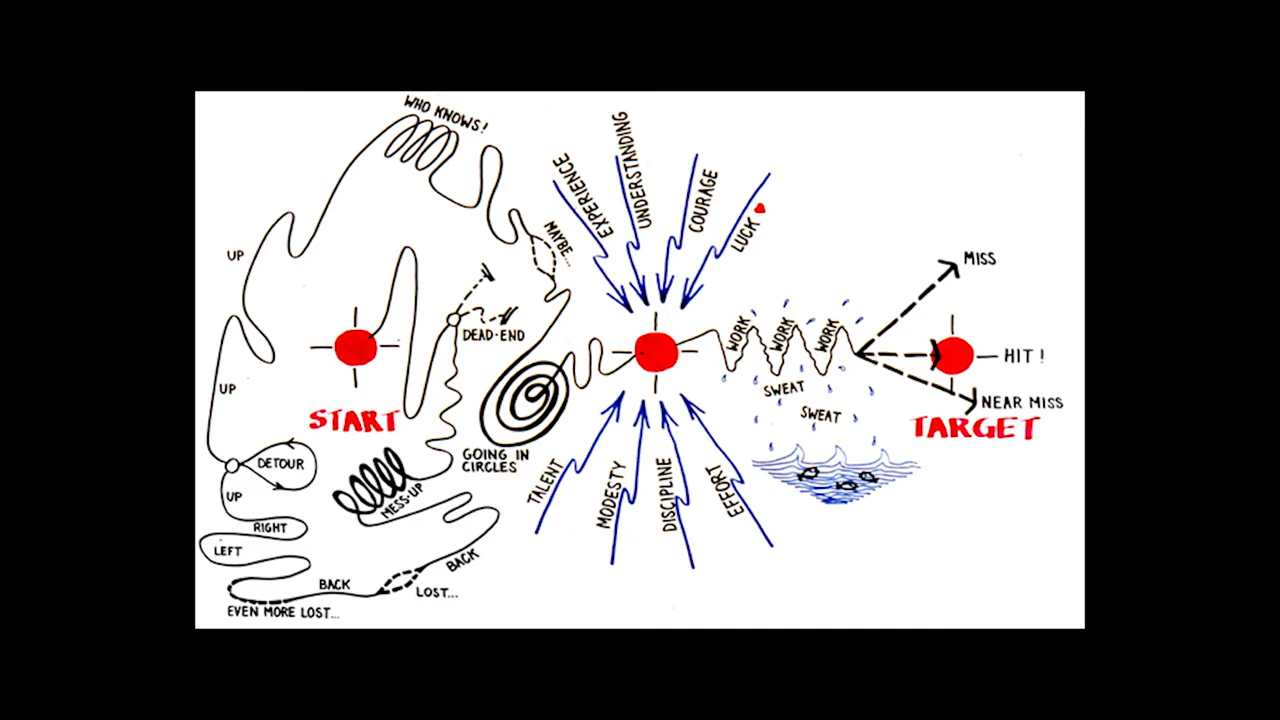 WHO KNOWS!
UP
UP
DETOUR
UP
RIGHT
LEFT
BACK
EVEN MORE LOST...
LOST...
BACK
MESS-UP
START
DEAD-END
MAYBE...
GOING IN
CIRCLES
EXPERIENCE
UNDERSTANDING
COURAGE
LUCK
TALENT
MODESTY
DISCIPLINE
EFFORT
WORK
WORK
WORK
SWEAT
SWEAT
MISS
HIT!
NEAR MISS
TARGET